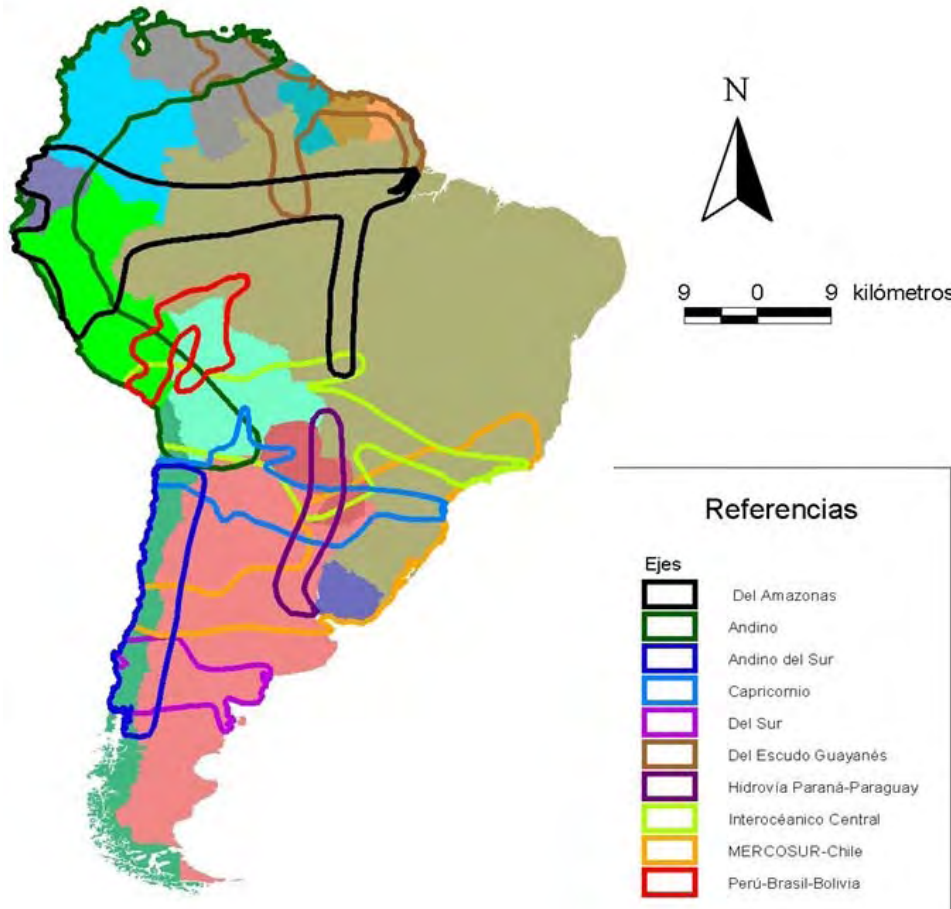 N
9 0 9 kilómetros
Referencias
Ejes
Del Amazonas
Andino
Andino del Sur
Capricornio
Del Sur
Del Escudo Guayanés
Hidrovía Paraná-Paraguay
Interocéanico Central
MERCOSUR-Chile
Perú-Brasil-Bolivia